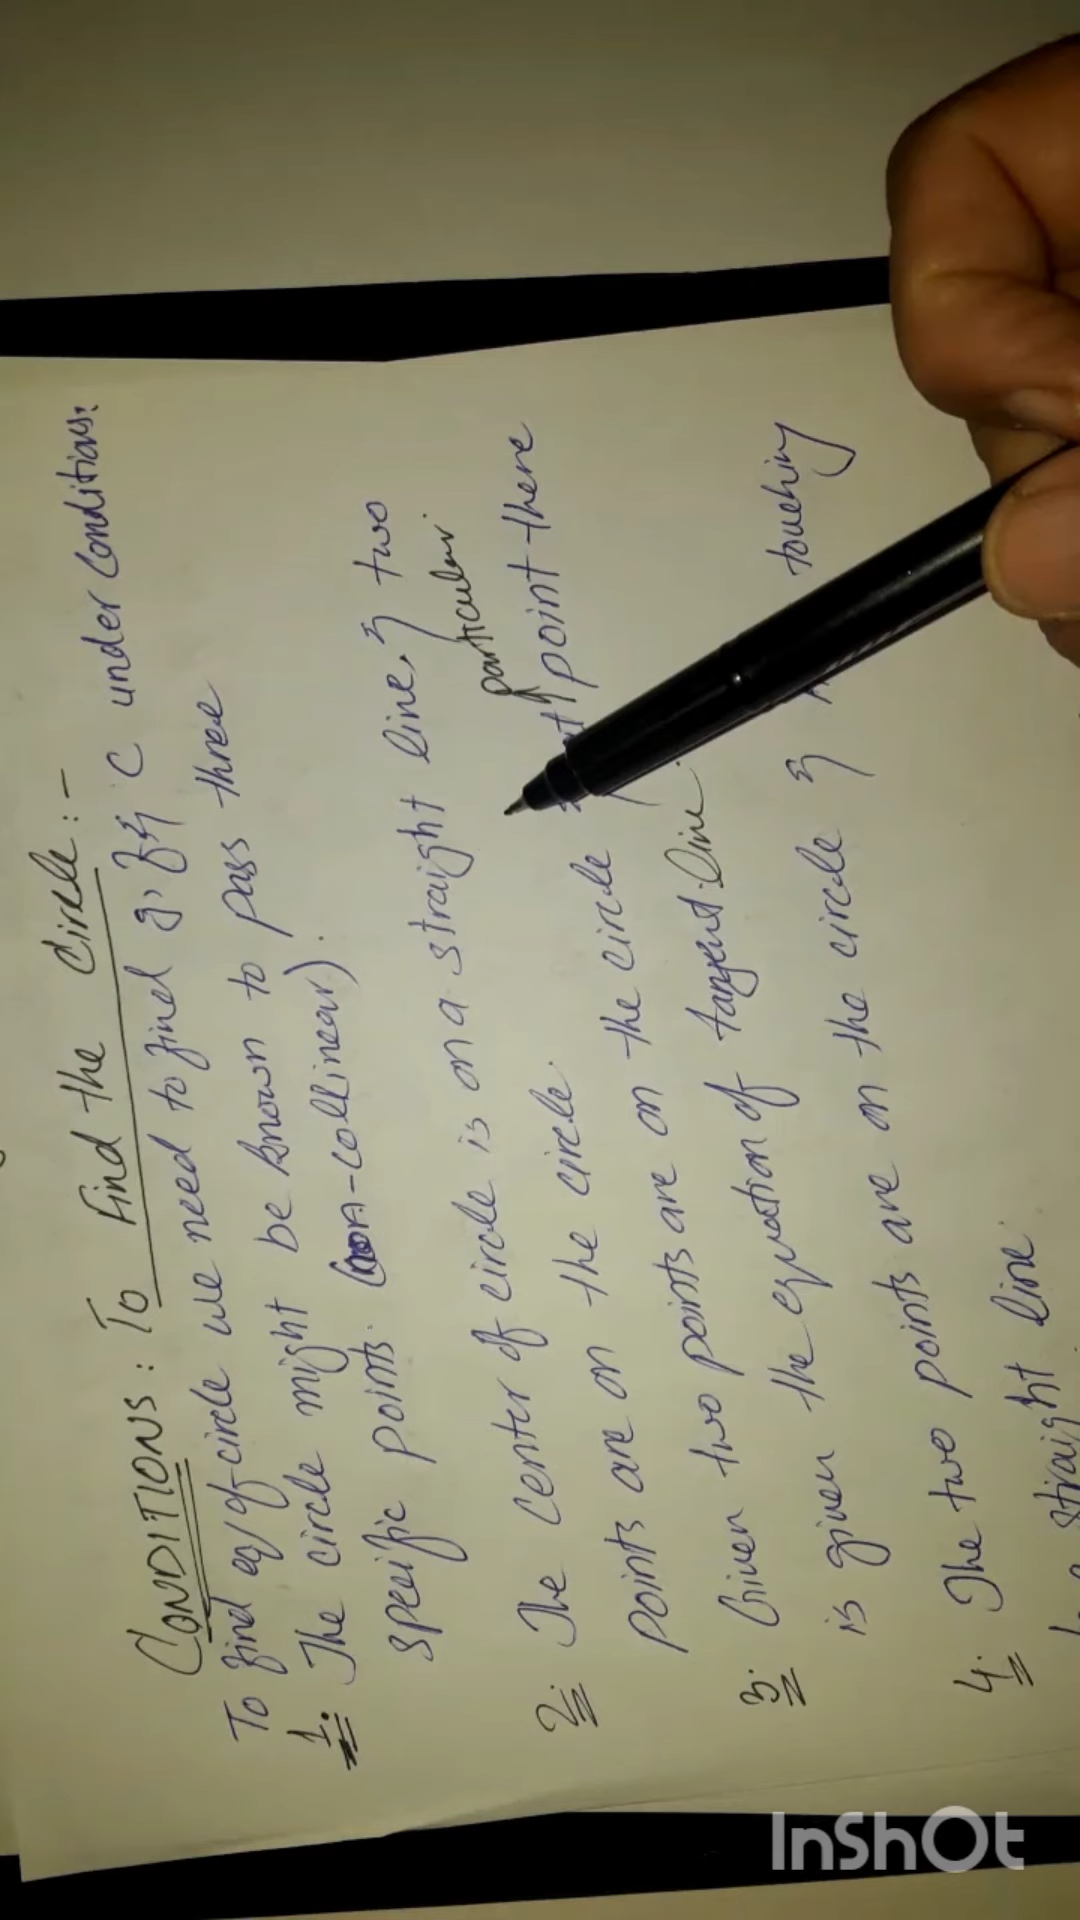 CONDITIONS: To Find the Circle:-
To find eq/ of circle we need to find g, f & C under Conditions:
1. The circle might be known to pass three
specific points. (non-collinear).
2. The center of circle is on a straight line, & two
points are on the circle.
particular
3. Given two points are on the circle point there
is given the equation of tangent line.
4. The two points are on the circle & touching
straight line
InShOt